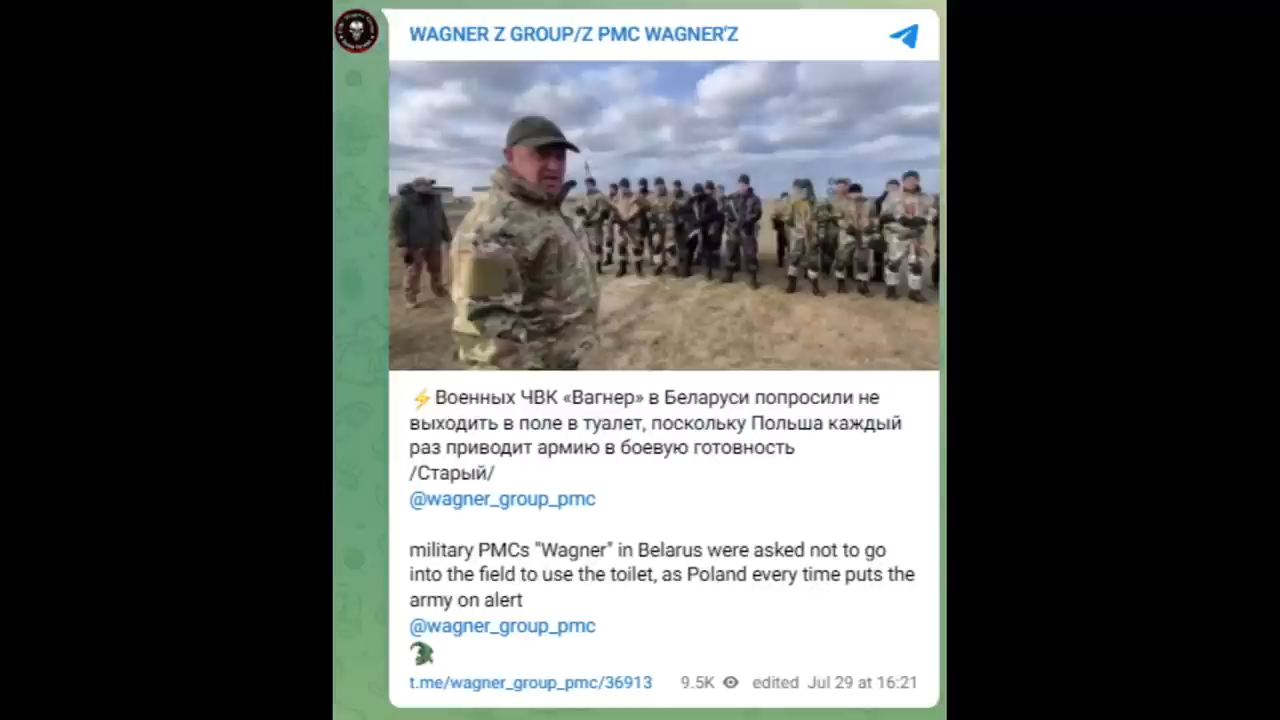 WAGNER Z GROUP/Z PMC WAGNER'Z
⚡Военных ЧВК «Вагнер» в Беларуси попросили не
выходить в поле в туалет, поскольку Польша каждый
раз приводит армию в боевую готовность
/Старый/
@wagner_group_pmc
military PMCs "Wagner" in Belarus were asked not to go
into the field to use the toilet, as Poland every time puts the
army on alert
@wagner_group_pmc
t.me/wagner_group_pmc/36913 9.5K edited Jul 29 at 16:21